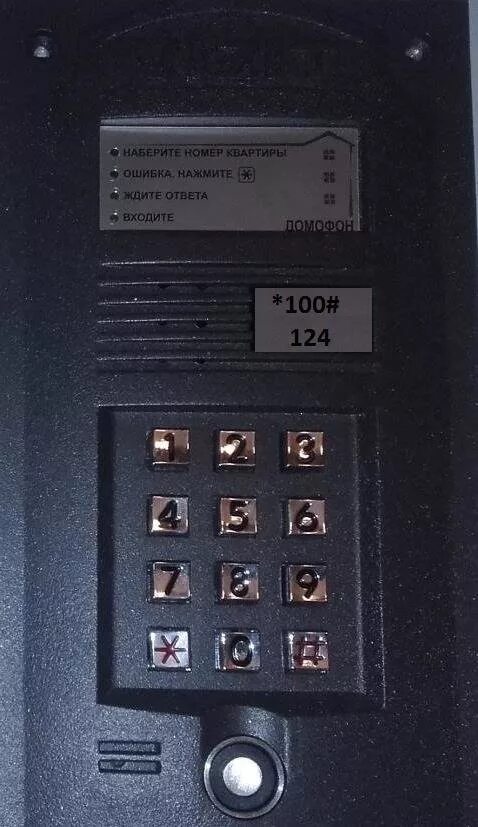 НАБЕРИТЕ НОМЕР КВАРТИРЫ
ОШИБКА, НАЖМИТЕ *
ЖДИТЕ ОТВЕТА
ВХОДИТЕ
ДОМОФОН
*100#
124
1 2 3
4 5 6
7 8 9
* 0 #